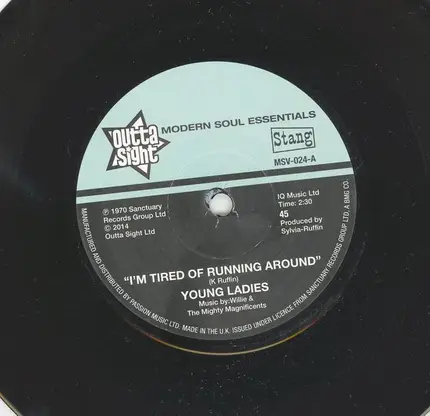 outta
sight
MODERN SOUL ESSENTIALS
Stang
MSV-024-A
℗ 1970 Sanctuary
Records Group Ltd
© 2014
Outta Sight Ltd
IQ Music Ltd
Time: 2:30
45
Produced by
Sylvia-Ruffin
"I'M TIRED OF RUNNING AROUND"
(K Ruffin)
YOUNG LADIES
Music by:Willie &
The Mighty Magnificents
MANUFACTURED AND DISTRIBUTED BY PASSION MUSIC LTD. MADE IN THE U.K. ISSUED UNDER LICENCE FROM SANCTUARY RECORDS GROUP LTD, A BMG CO.